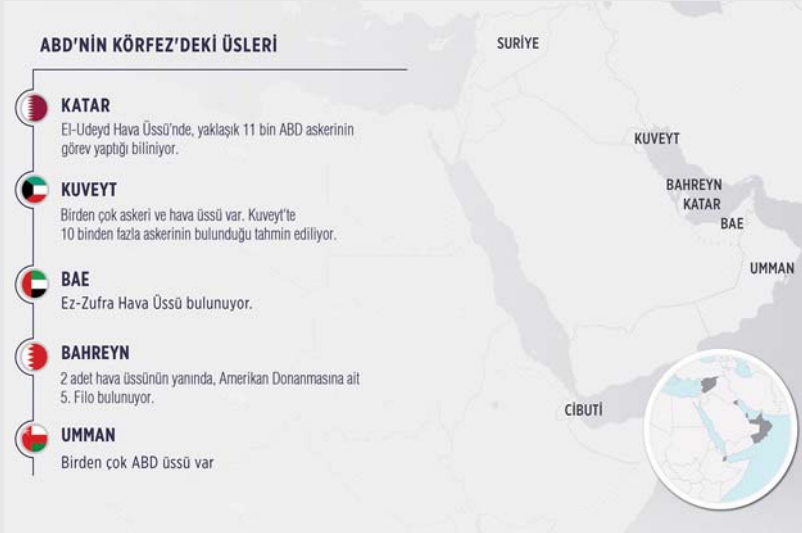 ABD'NİN KÖRFEZ'DEKİ ÜSLERİ
KATAR
El-Udeyd Hava Üssü'nde, yaklaşık 11 bin ABD askerinin
görev yaptığı biliniyor.
KUVEYT
Birden çok askeri ve hava üssü var. Kuveyt'te
10 binden fazla askerinin bulunduğu tahmin ediliyor.
BAE
Ez-Zufra Hava Üssü bulunuyor.
BAHREYN
2 adet hava üssünün yanında, Amerikan Donanmasına ait
5. Filo bulunuyor.
UMMAN
Birden çok ABD üssü var
SURİYE
KUVEYT
BAHREYN
KATAR
BAE
UMMAN
CİBUTİ